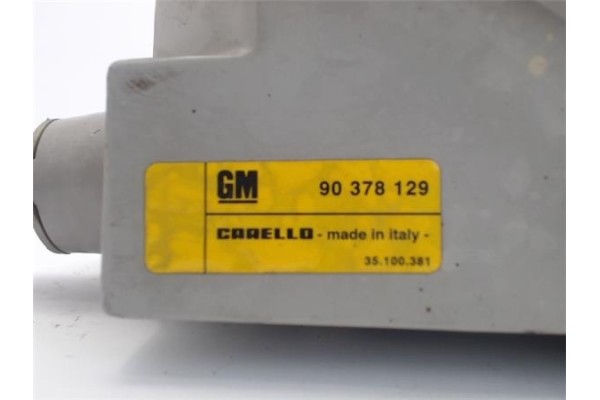 GM 90 378 129
CARELLO - made in italy -
35.100.381